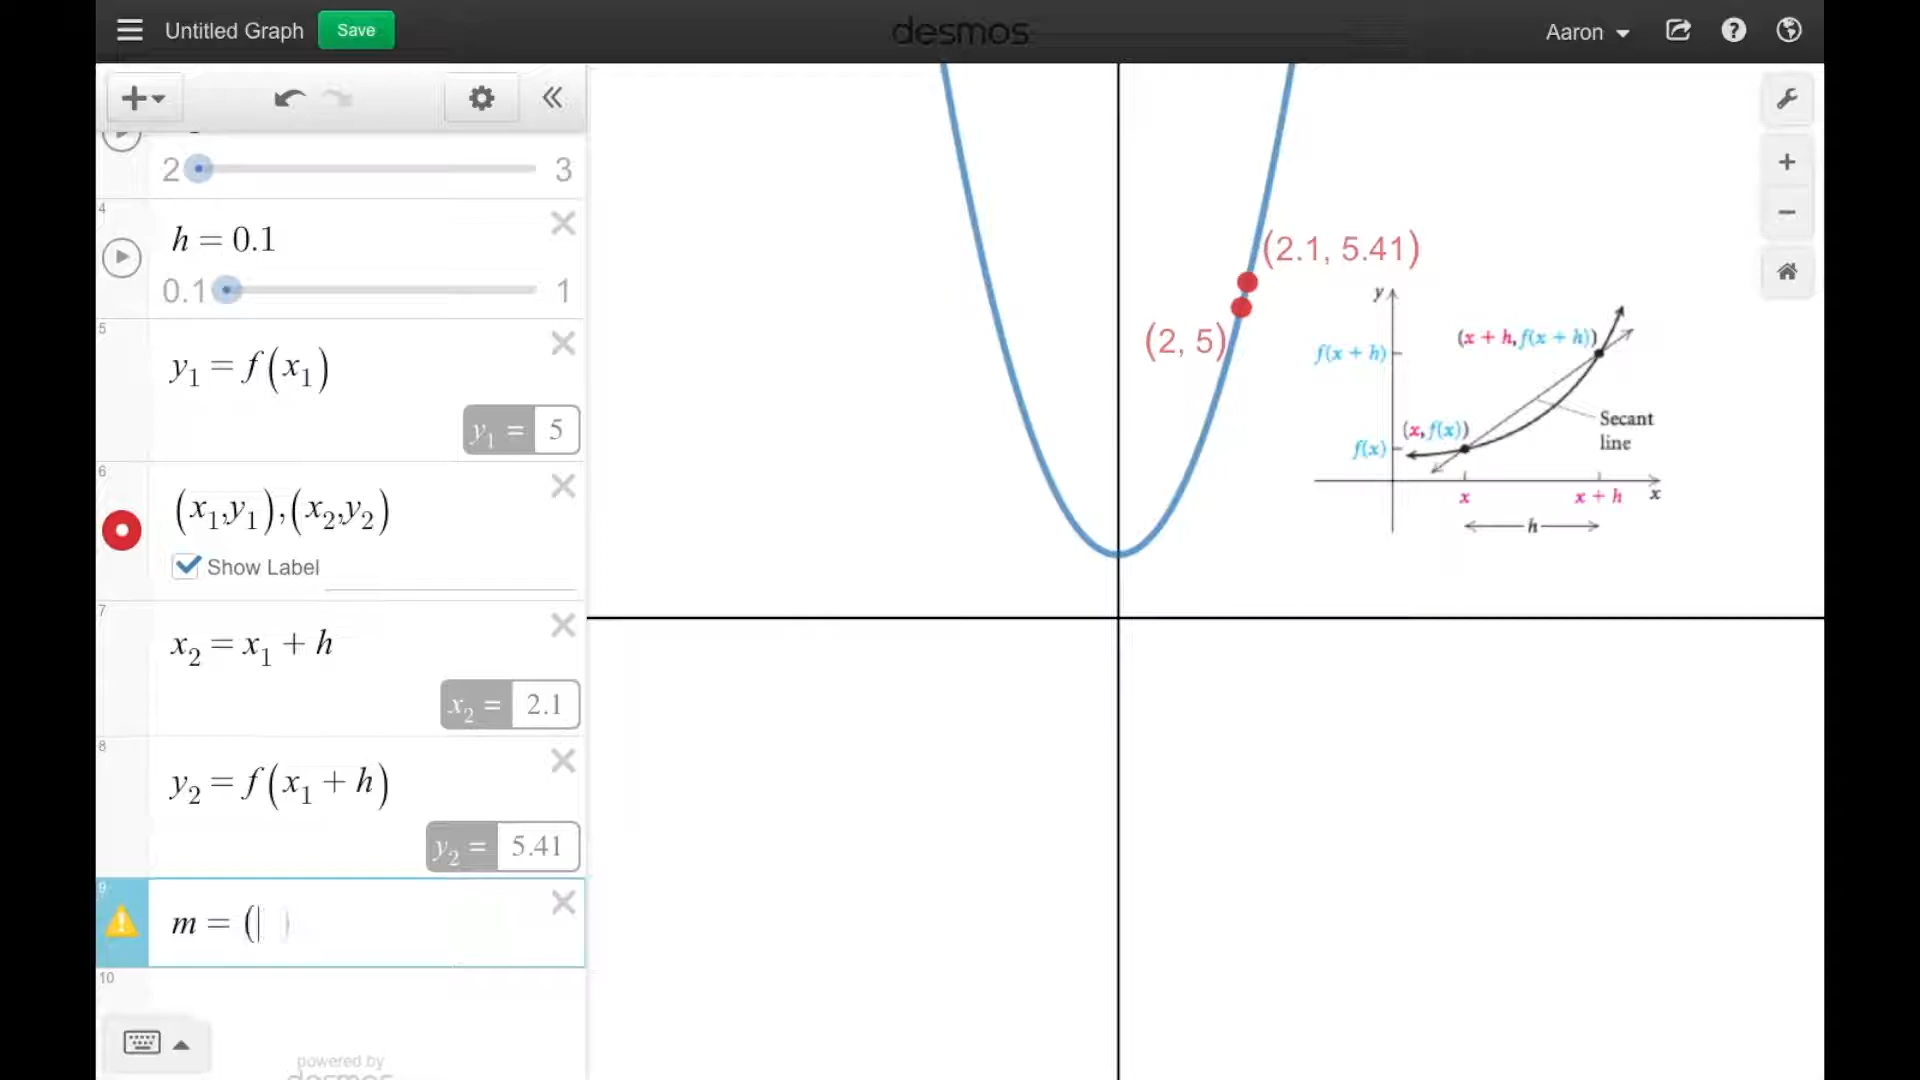 Untitled Graph
Save
desmos
Aaron
2
3
4
h = 0.1
0.1
1
5
y₁ = f(x₁)
y₁ =
5
6
(x₁,y₁),(x₂,y₂)
Show Label
7
x₂ = x₁ + h
x₂ =
2.1
8
y₂ = f(x₁ + h)
y₂ =
5.41
9
m = ( )
10
powered by
desmos
(2.1, 5.41)
(2, 5)
y
(x + h, f(x + h))
f(x + h)
Secant
line
(x, f(x))
f(x)
x
x + h
x
h